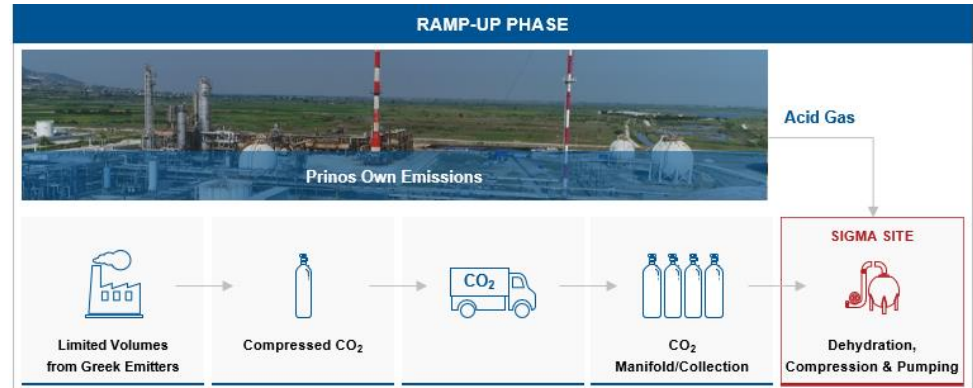 RAMP-UP PHASE
Acid Gas
Prinos Own Emissions
SIGMA SITE
CO₂
Limited Volumes
from Greek Emitters
Compressed CO₂
CO₂
Manifold/Collection
Dehydration,
Compression & Pumping